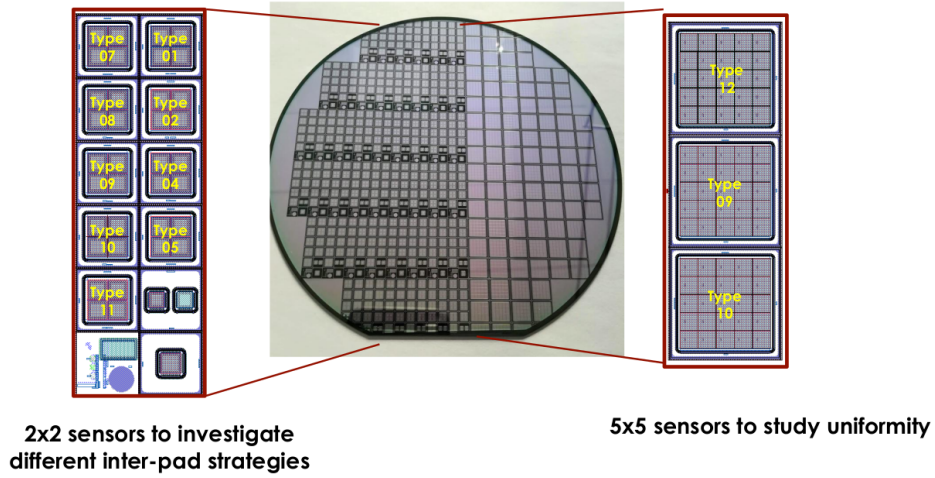 Type
07
Type
01
Type
08
Type
02
Type
09
Type
04
Type
10
Type
05
Type
11
Type
12
Type
09
Type
10
2x2 sensors to investigate
different inter-pad strategies
5x5 sensors to study uniformity